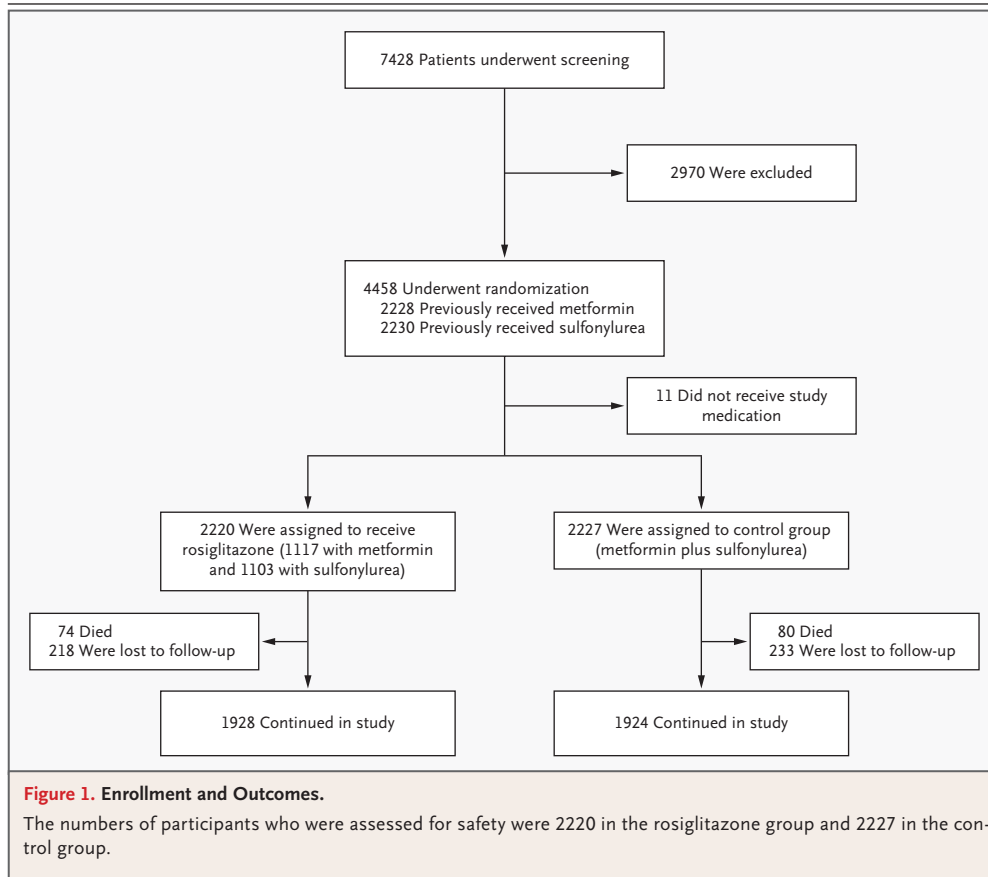 7428 Patients underwent screening
2970 Were excluded
4458 Underwent randomization
2228 Previously received metformin
2230 Previously received sulfonylurea
11 Did not receive study
medication
2220 Were assigned to receive
rosiglitazone (1117 with metformin
and 1103 with sulfonylurea)
2227 Were assigned to control group
(metformin plus sulfonylurea)
74 Died
218 Were lost to follow-up
80 Died
233 Were lost to follow-up
1928 Continued in study
1924 Continued in study
Figure 1. Enrollment and Outcomes.
The numbers of participants who were assessed for safety were 2220 in the rosiglitazone group and 2227 in the con-
trol group.